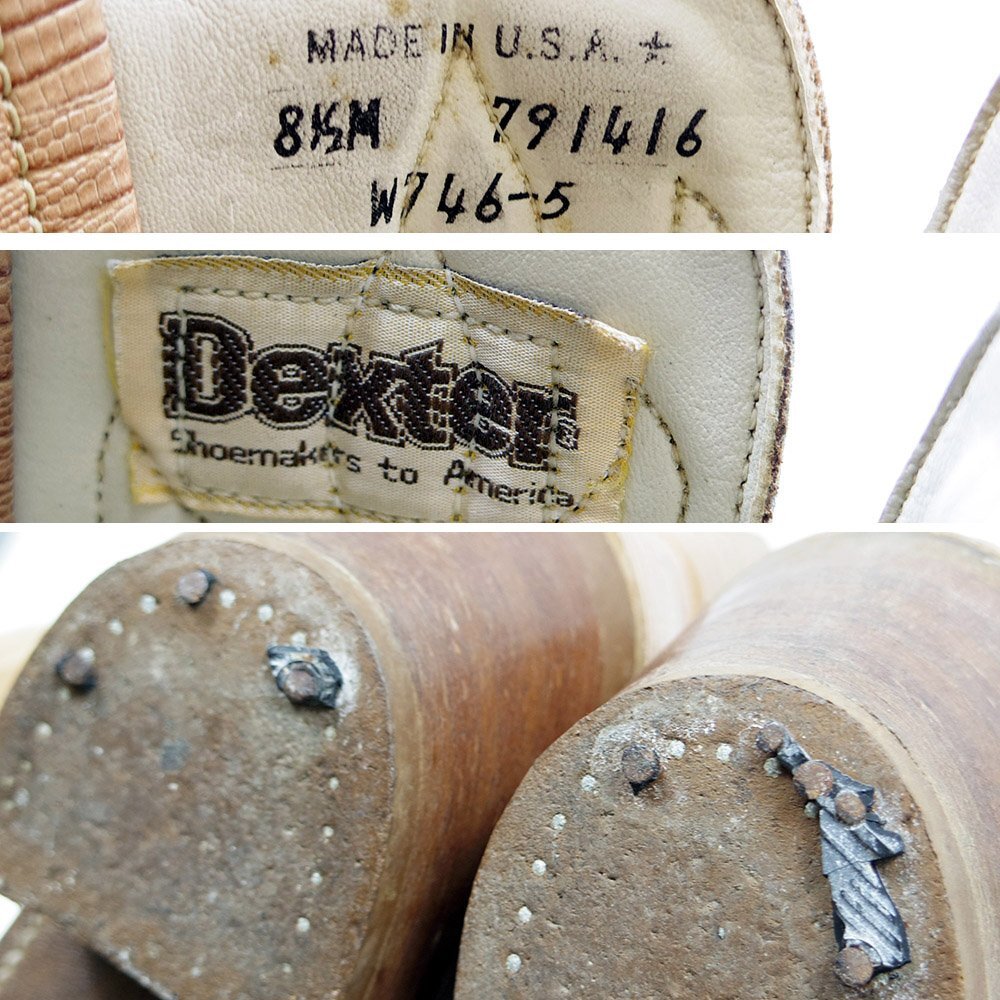 MADE IN U.S.A. ★
8½M 791416
W746-5
Dexter
Shoemakers to America